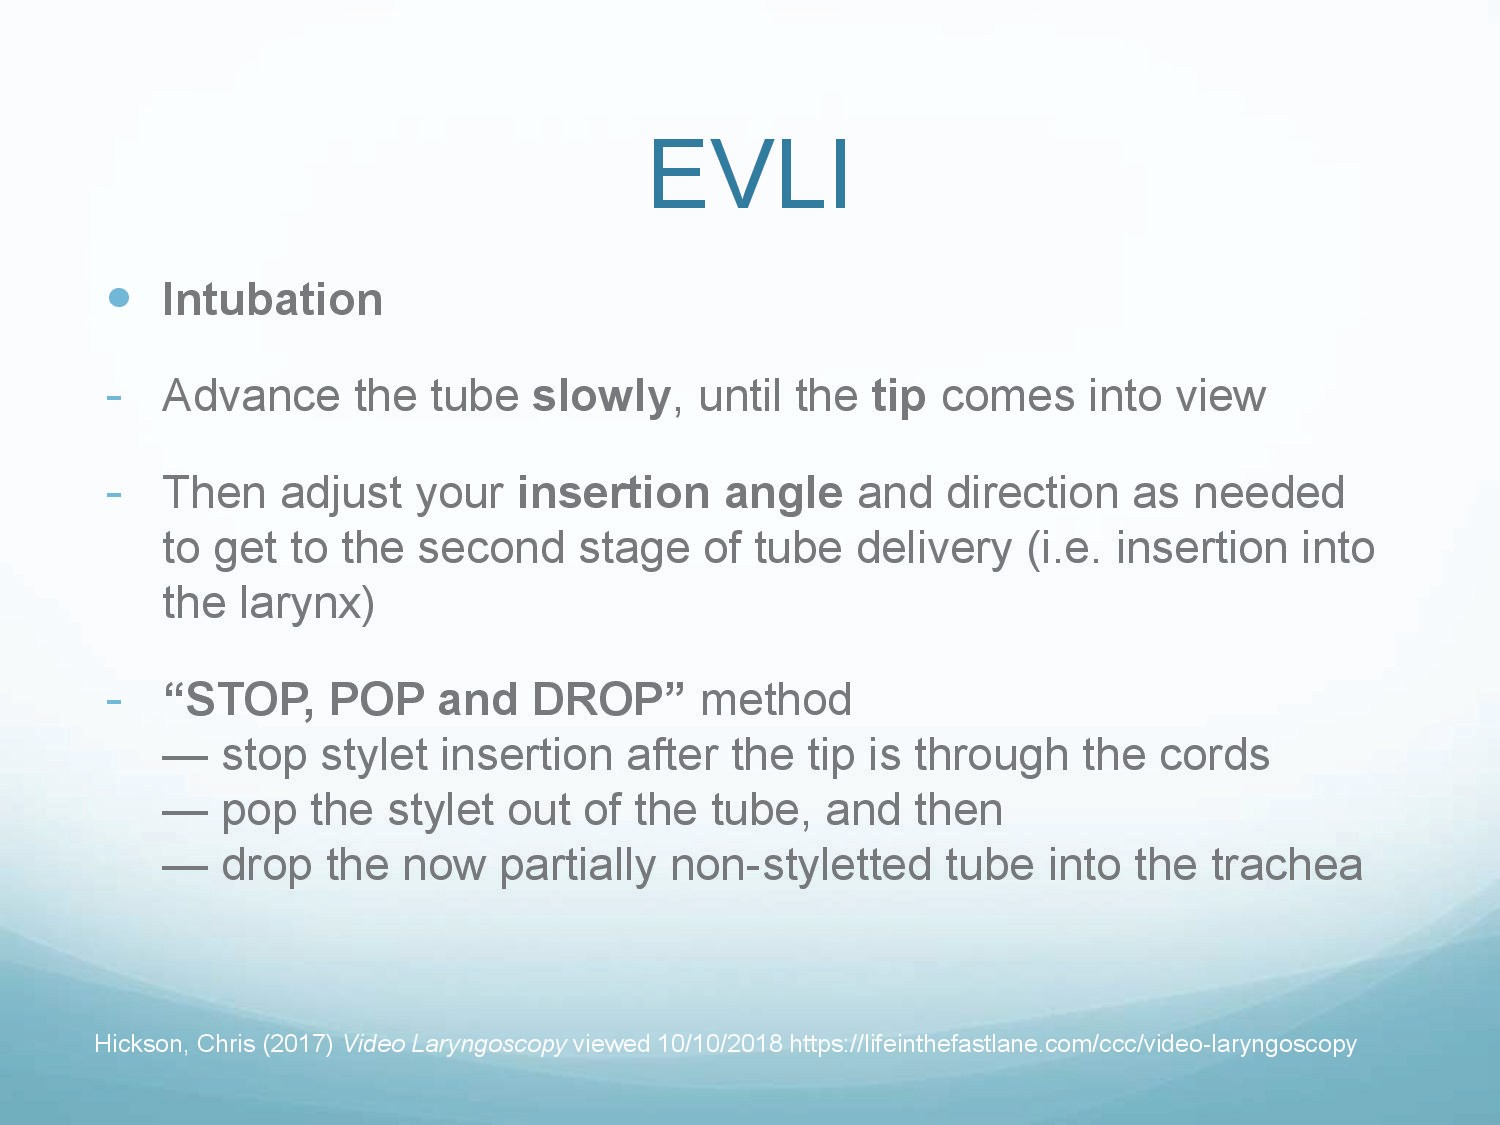 EVLI
• Intubation
- Advance the tube slowly, until the tip comes into view
- Then adjust your insertion angle and direction as needed
to get to the second stage of tube delivery (i.e. insertion into
the larynx)
- “STOP, POP and DROP” method
— stop stylet insertion after the tip is through the cords
— pop the stylet out of the tube, and then
— drop the now partially non-styletted tube into the trachea
Hickson, Chris (2017) Video Laryngoscopy viewed 10/10/2018 https://lifeinthefastlane.com/ccc/video-laryngoscopy